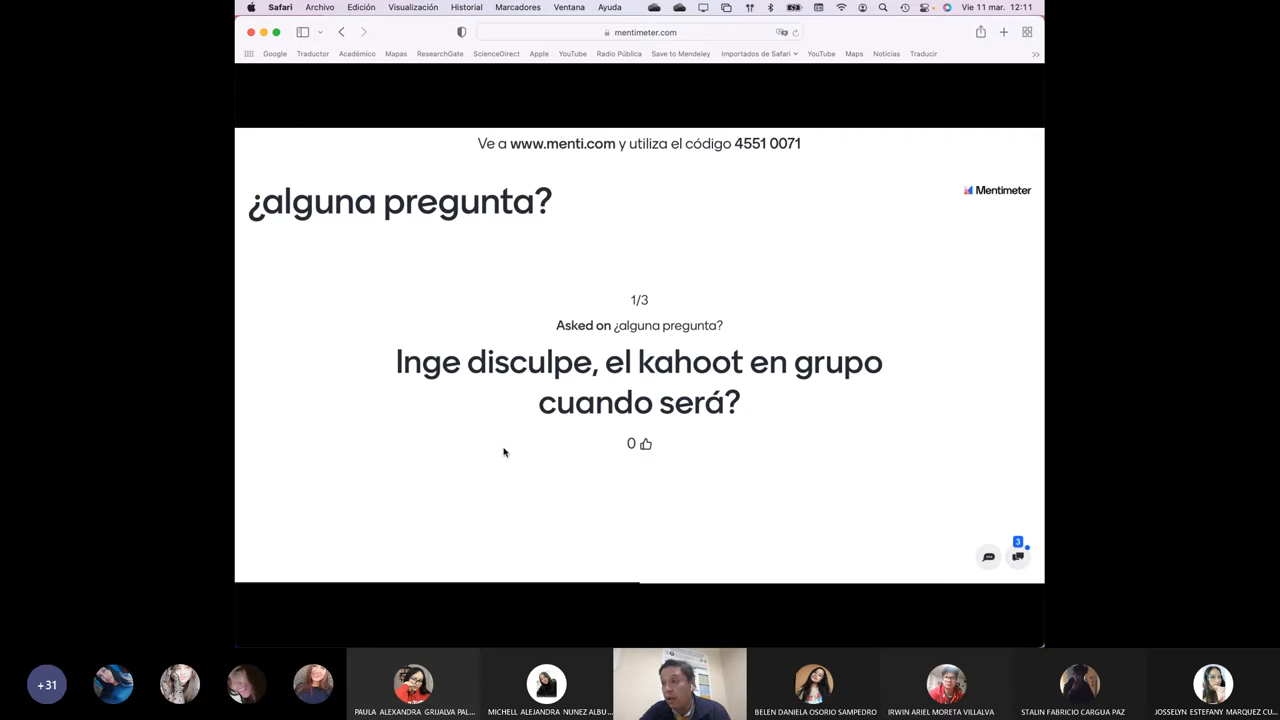 Safari Archivo Edición Visualización Historial Marcadores Ventana Ayuda Vie 11 mar. 12:11
mentimeter.com
Google Traductor Académico Mapas ResearchGate ScienceDirect Apple YouTube Radio Pública Save to Mendeley Importados de Safari YouTube Maps Noticias Traducir
Ve a www.menti.com y utiliza el código 4551 0071
¿alguna pregunta?
Mentimeter
1/3
Asked on ¿alguna pregunta?
Inge disculpe, el kahoot en grupo
cuando será?
0
3
+31
PAULA ALEXANDRA GRIJALVA PAL... MICHELL ALEJANDRA NUNEZ ALBU... BELEN DANIELA OSORIO SAMPEDRO IRWIN ARIEL MORETA VILLALVA STALIN FABRICIO CARGUA PAZ JOSSELYN ESTEFANY MARQUEZ CU...